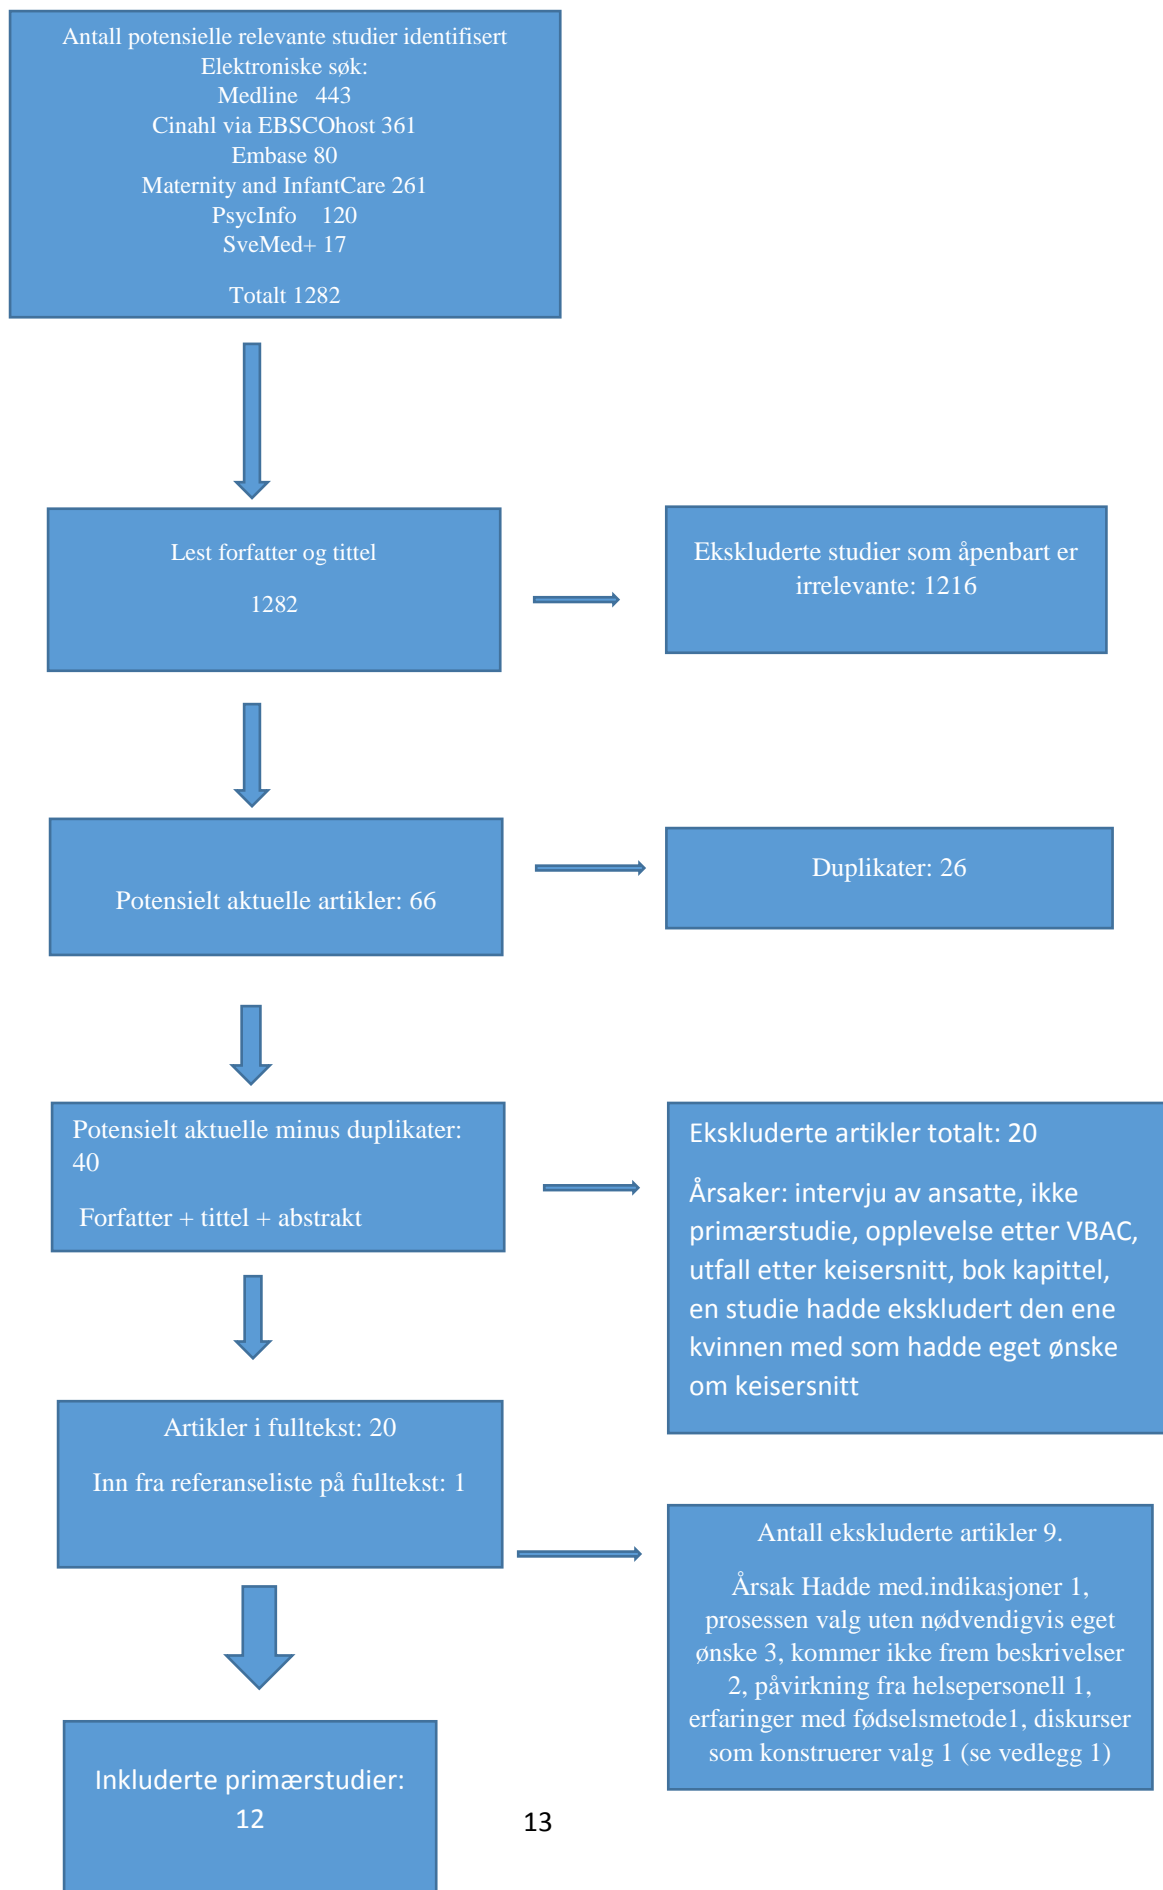 Antall potensielle relevante studier identifisert
Elektroniske søk:
Medline 443
Cinahl via EBSCOhost 361
Embase 80
Maternity and InfantCare 261
PsycInfo 120
SveMed+ 17
Totalt 1282
Lest forfatter og tittel
1282
Ekskluderte studier som åpenbart er
irrelevante: 1216
Potensielt aktuelle artikler: 66
Duplikater: 26
Potensielt aktuelle minus duplikater:
40
Forfatter + tittel + abstrakt
Ekskluderte artikler totalt: 20
Årsaker: intervju av ansatte, ikke
primærstudie, opplevelse etter VBAC,
utfall etter keisersnitt, bok kapittel,
en studie hadde ekskludert den ene
kvinnen med som hadde eget ønske
om keisersnitt
Artikler i fulltekst: 20
Inn fra referanseliste på fulltekst: 1
Antall ekskluderte artikler 9.
Årsak Hadde med.indikasjoner 1,
prosessen valg uten nødvendigvis eget
ønske 3, kommer ikke frem beskrivelser
2, påvirkning fra helsepersonell 1,
erfaringer med fødselsmetode1, diskurser
som konstruerer valg 1 (se vedlegg 1)
Inkluderte primærstudier:
12
13